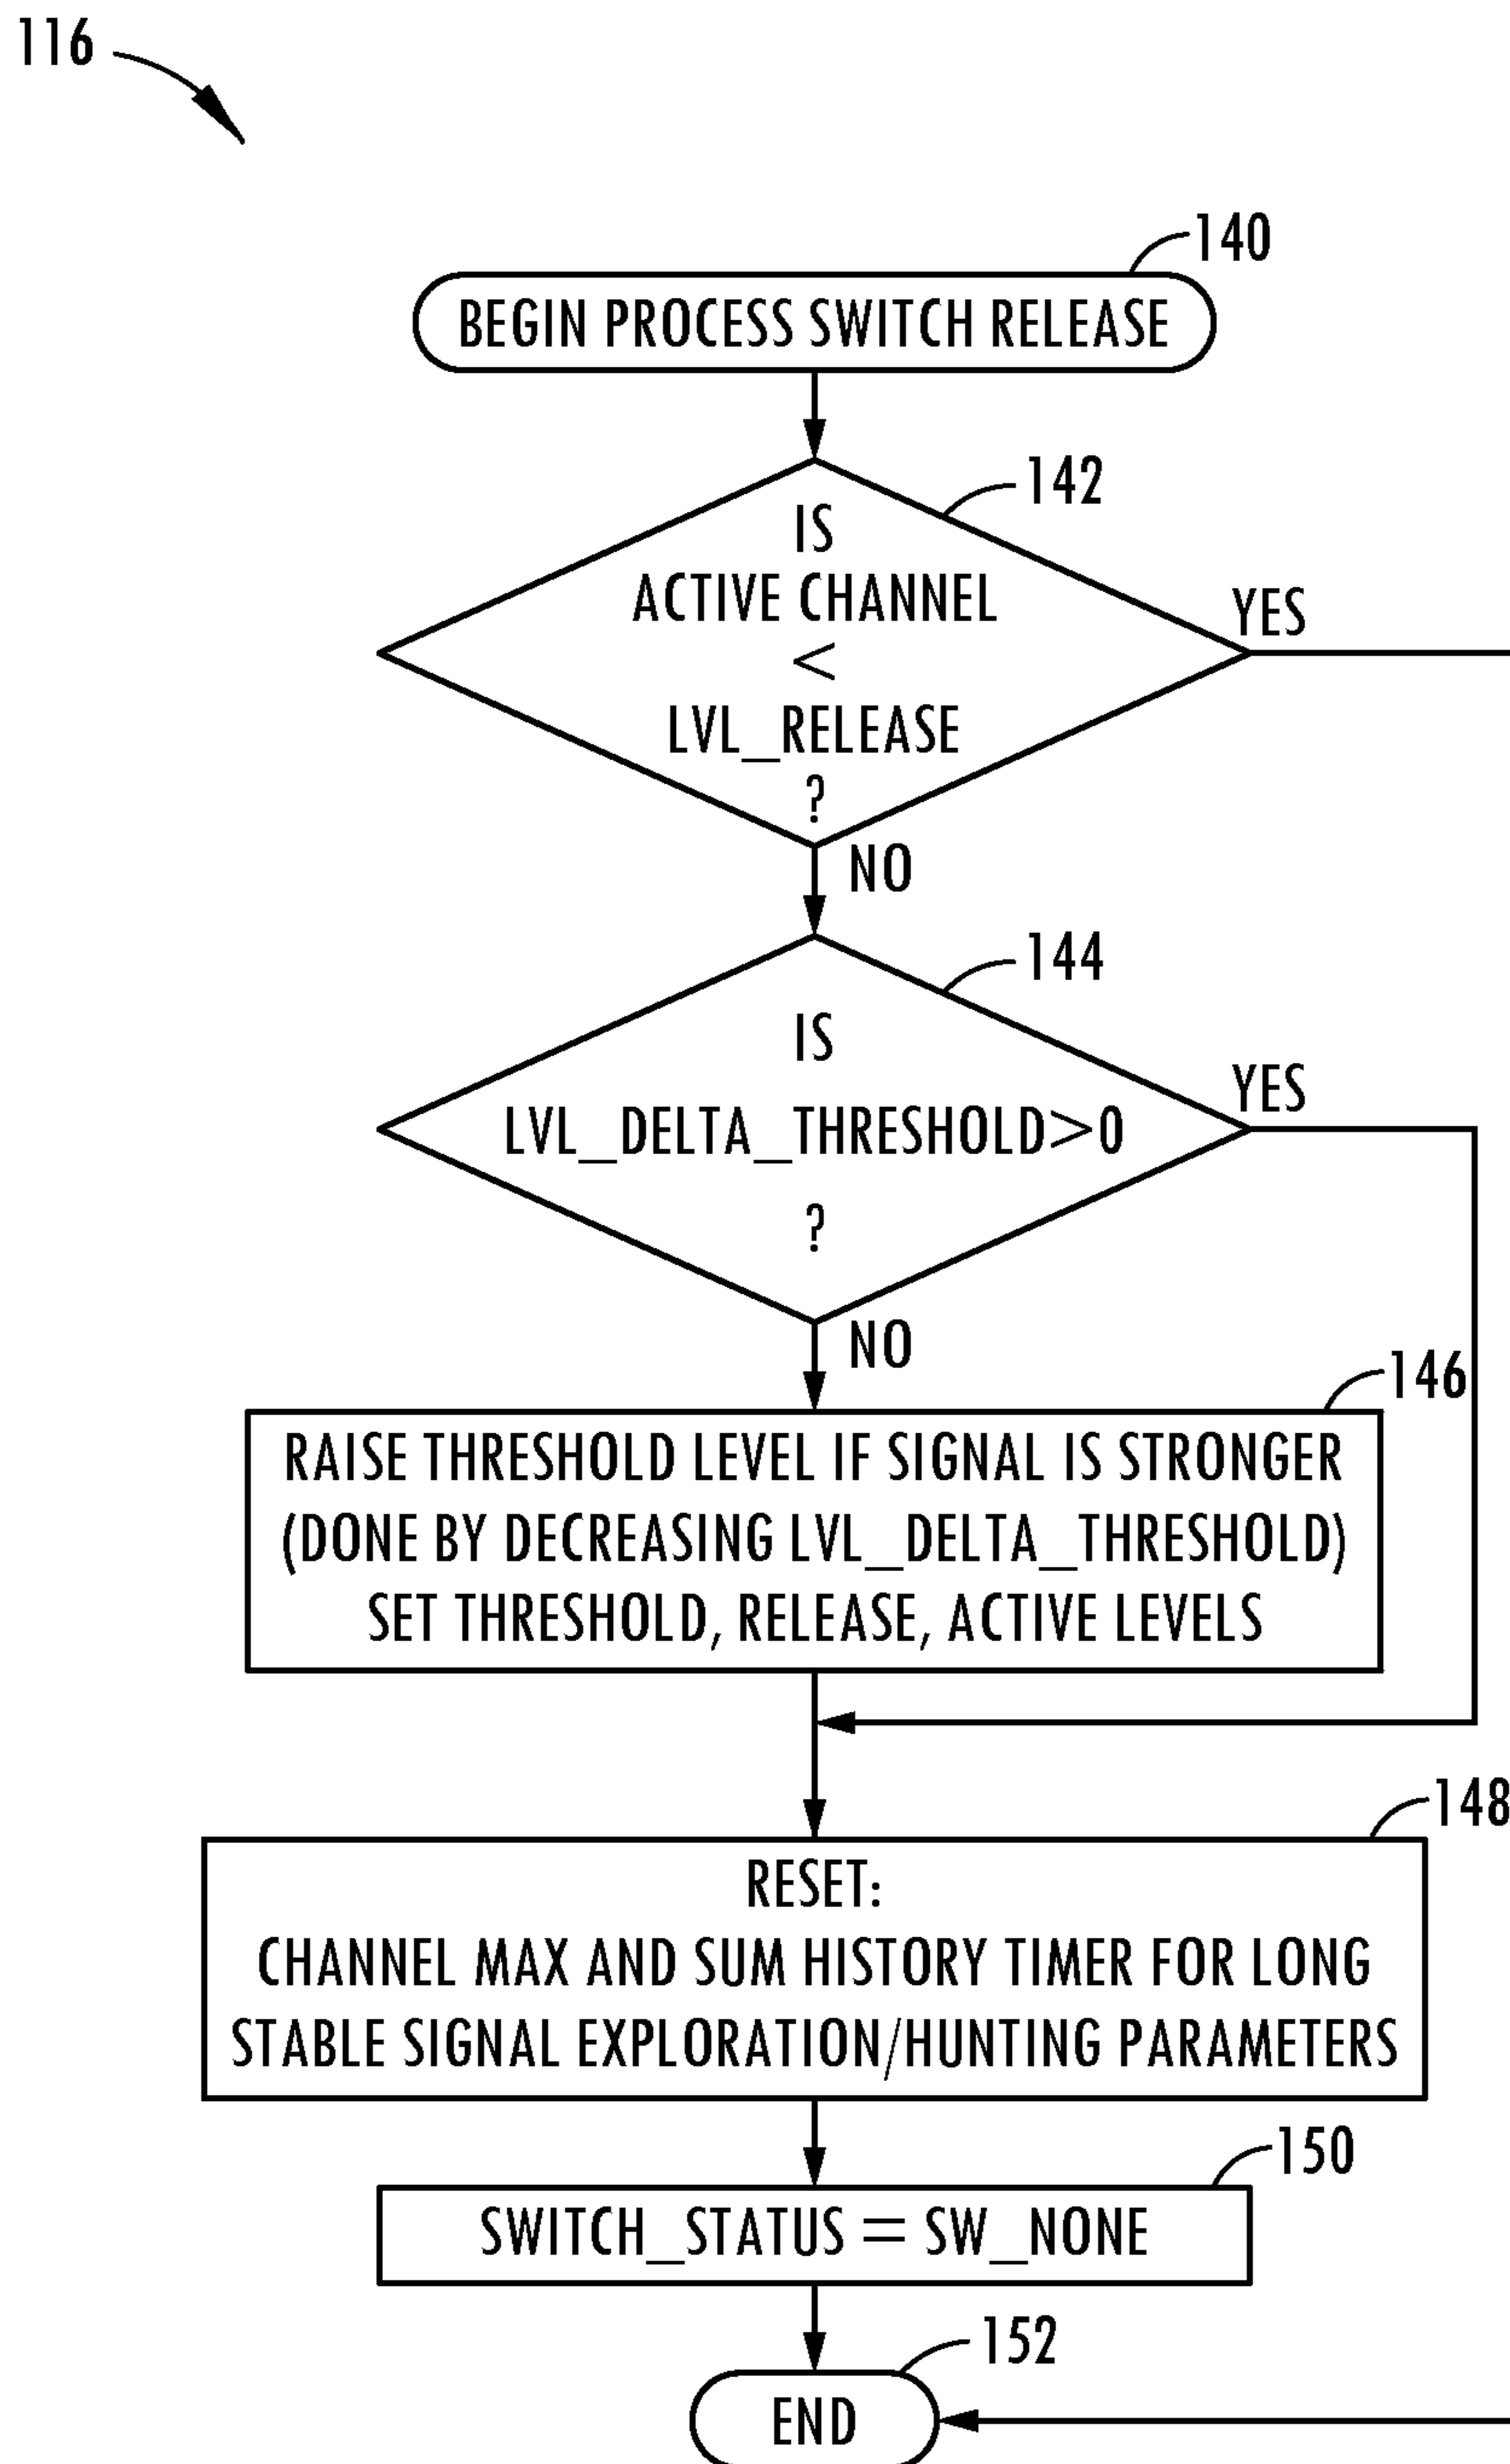 116
140
BEGIN PROCESS SWITCH RELEASE
142
IS
ACTIVE CHANNEL
<
LVL_RELEASE
?
YES
NO
144
IS
LVL_DELTA_THRESHOLD>0
?
YES
NO
146
RAISE THRESHOLD LEVEL IF SIGNAL IS STRONGER
(DONE BY DECREASING LVL_DELTA_THRESHOLD)
SET THRESHOLD, RELEASE, ACTIVE LEVELS
148
RESET:
CHANNEL MAX AND SUM HISTORY TIMER FOR LONG
STABLE SIGNAL EXPLORATION/HUNTING PARAMETERS
150
SWITCH_STATUS = SW_NONE
152
END